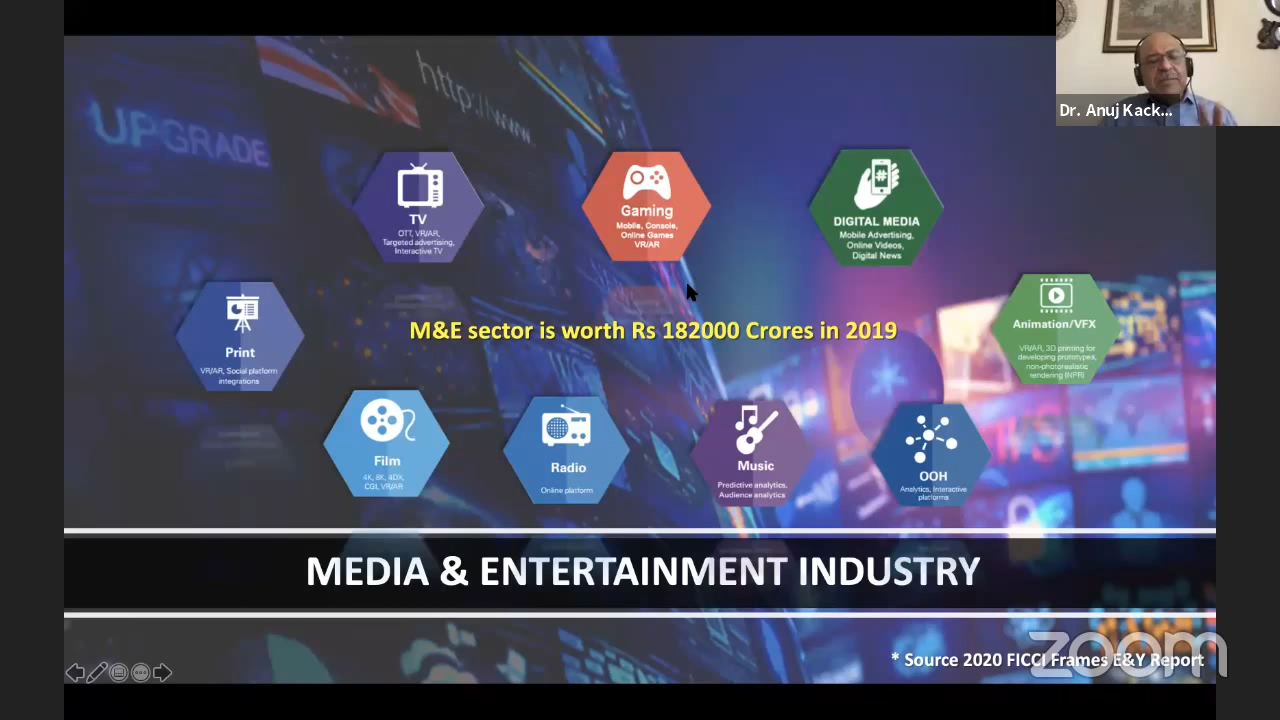 Dr. Anuj Kack...
http://www.
UPGRADE
TV
OTT, VR/AR,
Targeted advertising,
Interactive TV
Gaming
Mobile, Console,
Online Games
VR/AR
DIGITAL MEDIA
Mobile Advertising,
Online Videos,
Digital News
Print
VR/AR, Social platform
integrations
M&E sector is worth Rs 182000 Crores in 2019
Animation/VFX
VR/AR, 3D printing for
developing prototypes,
non-photorealistic
rendering (NPR)
Film
4K, 8K, 4DX,
CGI, VR/AR
Radio
Online platform
Music
Predictive analytics,
Audience analytics
OOH
Analytics, Interactive
platforms
NEWS
MEDIA & ENTERTAINMENT INDUSTRY
* Source 2020 FICCI Frames E&Y Report
zoom